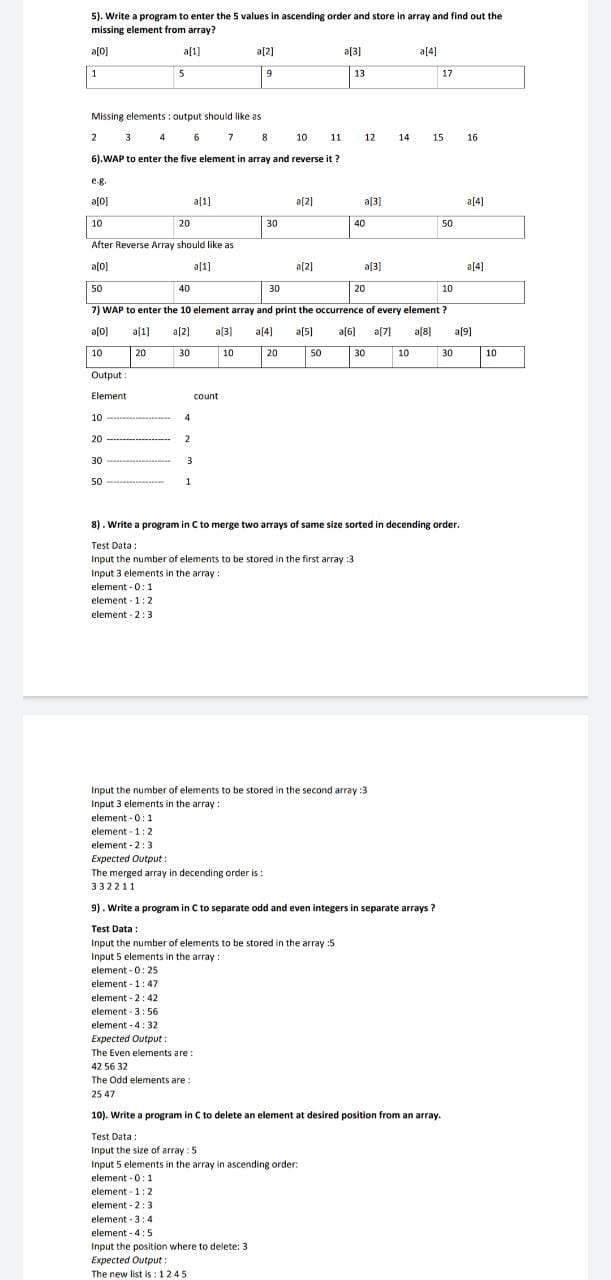 5). Write a program to enter the 5 values in ascending order and store in array and find out the
missing element from array?
a[0] a[1] a[2] a[3] a[4]
1 5 9 13 17
Missing elements : output should like as
2 3 4 6 7 8 10 11 12 14 15 16
6).WAP to enter the five element in array and reverse it ?
e.g.
a[0] a[1] a[2] a[3] a[4]
10 20 30 40 50
After Reverse Array should like as
a[0] a[1] a[2] a[3] a[4]
50 40 30 20 10
7) WAP to enter the 10 element array and print the occurrence of every element ?
a[0] a[1] a[2] a[3] a[4] a[5] a[6] a[7] a[8] a[9]
10 20 30 10 20 50 30 10 30 10
Output :
Element count
10 ------------------- 4
20 ------------------- 2
30 ------------------- 3
50 ----------------- 1
8) . Write a program in C to merge two arrays of same size sorted in decending order.
Test Data :
Input the number of elements to be stored in the first array :3
Input 3 elements in the array :
element - 0 : 1
element - 1 : 2
element - 2 : 3
Input the number of elements to be stored in the second array :3
Input 3 elements in the array :
element - 0 : 1
element - 1 : 2
element - 2 : 3
Expected Output :
The merged array in decending order is :
3 3 2 2 1 1
9) . Write a program in C to separate odd and even integers in separate arrays ?
Test Data :
Input the number of elements to be stored in the array :5
Input 5 elements in the array :
element - 0 : 25
element - 1 : 47
element - 2 : 42
element - 3 : 56
element - 4 : 32
Expected Output :
The Even elements are :
42 56 32
The Odd elements are :
25 47
10). Write a program in C to delete an element at desired position from an array.
Test Data :
Input the size of array : 5
Input 5 elements in the array in ascending order:
element - 0 : 1
element - 1 : 2
element - 2 : 3
element - 3 : 4
element - 4 : 5
Input the position where to delete: 3
Expected Output :
The new list is : 1 2 4 5